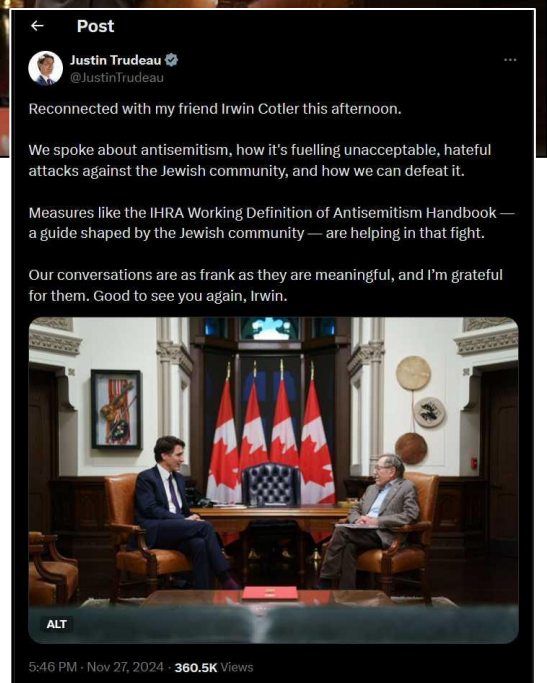 Post
Justin Trudeau
@JustinTrudeau
Reconnected with my friend Irwin Cotler this afternoon.
We spoke about antisemitism, how it's fuelling unacceptable, hateful
attacks against the Jewish community, and how we can defeat it.
Measures like the IHRA Working Definition of Antisemitism Handbook —
a guide shaped by the Jewish community — are helping in that fight.
Our conversations are as frank as they are meaningful, and I'm grateful
for them. Good to see you again, Irwin.
ALT
5:46 PM · Nov 27, 2024 · 360.5K Views